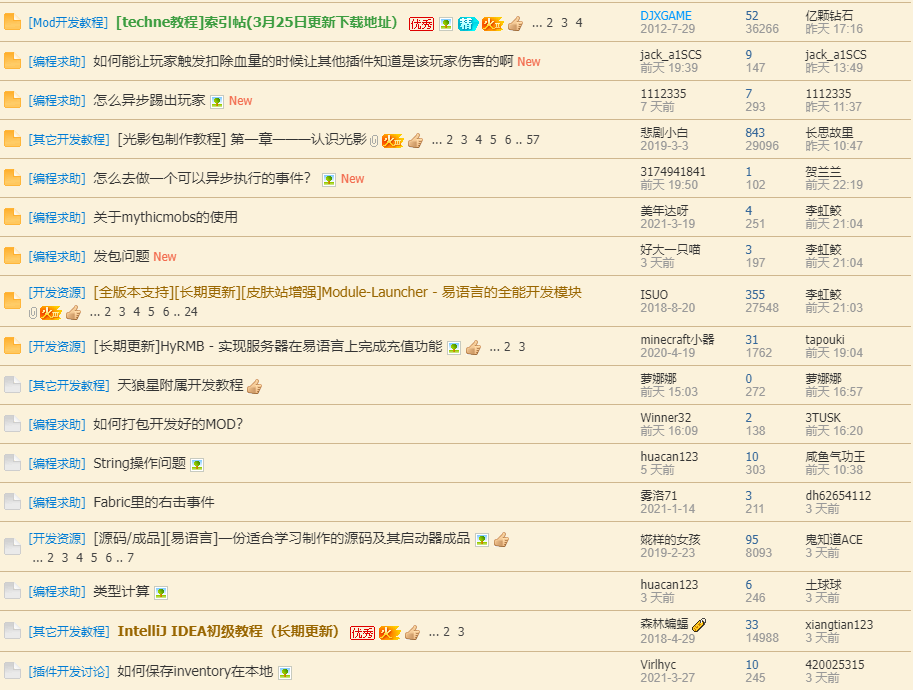 [Mod开发教程] [techne教程]索引帖(3月25日更新下载地址) 优秀 精 火 ... 2 3 4 DJXGAME 52 亿颗钻石
2012-7-29 36266 昨天 17:16
[编程求助] 如何能让玩家触发扣除血量的时候让其他插件知道是该玩家伤害的啊 New jack_a1SCS 9 jack_a1SCS
前天 19:39 147 昨天 13:49
[编程求助] 怎么异步踢出玩家 New 1112335 7 1112335
7 天前 293 昨天 11:37
[其它开发教程] [光影包制作教程] 第一章———认识光影 火 ... 2 3 4 5 6 .. 57 悲剧小白 843 长思故里
2019-3-3 29096 昨天 10:47
[编程求助] 怎么去做一个可以异步执行的事件? New 3174941841 1 贺兰兰
前天 19:50 102 前天 22:19
[编程求助] 关于mythicmobs的使用 美年达呀 4 李虹鲛
2021-3-19 251 前天 21:04
[编程求助] 发包问题 New 好大一只喵 3 李虹鲛
3 天前 197 前天 21:04
[开发资源] [全版本支持][长期更新][皮肤站增强]Module-Launcher - 易语言的全能开发模块 ISUO 355 李虹鲛
火 ... 2 3 4 5 6 .. 24 2018-8-20 27548 前天 21:03
[开发资源] [长期更新]HyRMB - 实现服务器在易语言上完成充值功能 ... 2 3 minecraft小器 31 tapouki
2020-4-19 1762 前天 19:04
[其它开发教程] 天狼星附属开发教程 萝娜娜 0 萝娜娜
前天 15:03 272 前天 16:57
[编程求助] 如何打包开发好的MOD? Winner32 2 3TUSK
前天 16:09 138 前天 16:20
[编程求助] String操作问题 huacan123 10 咸鱼气功王
5 天前 303 前天 10:38
[编程求助] Fabric里的右击事件 雾洛71 3 dh62654112
2021-1-14 211 3 天前
[开发资源] [源码/成品][易语言]一份适合学习制作的源码及其启动器成品 婲样的女孩 95 鬼知道ACE
... 2 3 4 5 6 .. 7 2019-2-23 8093 3 天前
[编程求助] 类型计算 huacan123 6 土球球
3 天前 246 3 天前
[其它开发教程] IntelliJ IDEA初级教程（长期更新） 优秀 火 ... 2 3 森林蝙蝠 33 xiangtian123
2018-4-29 14988 3 天前
[插件开发讨论] 如何保存inventory在本地 Virlhyc 10 420025315
2021-3-27 245 3 天前